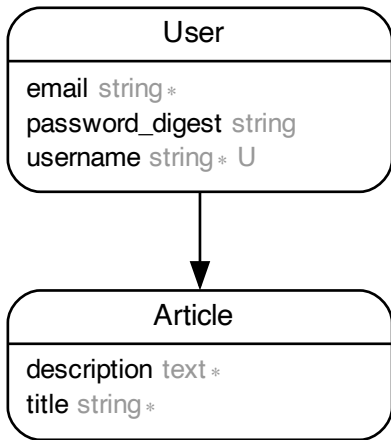 User
email string *
password_digest string
username string * U
Article
description text *
title string *